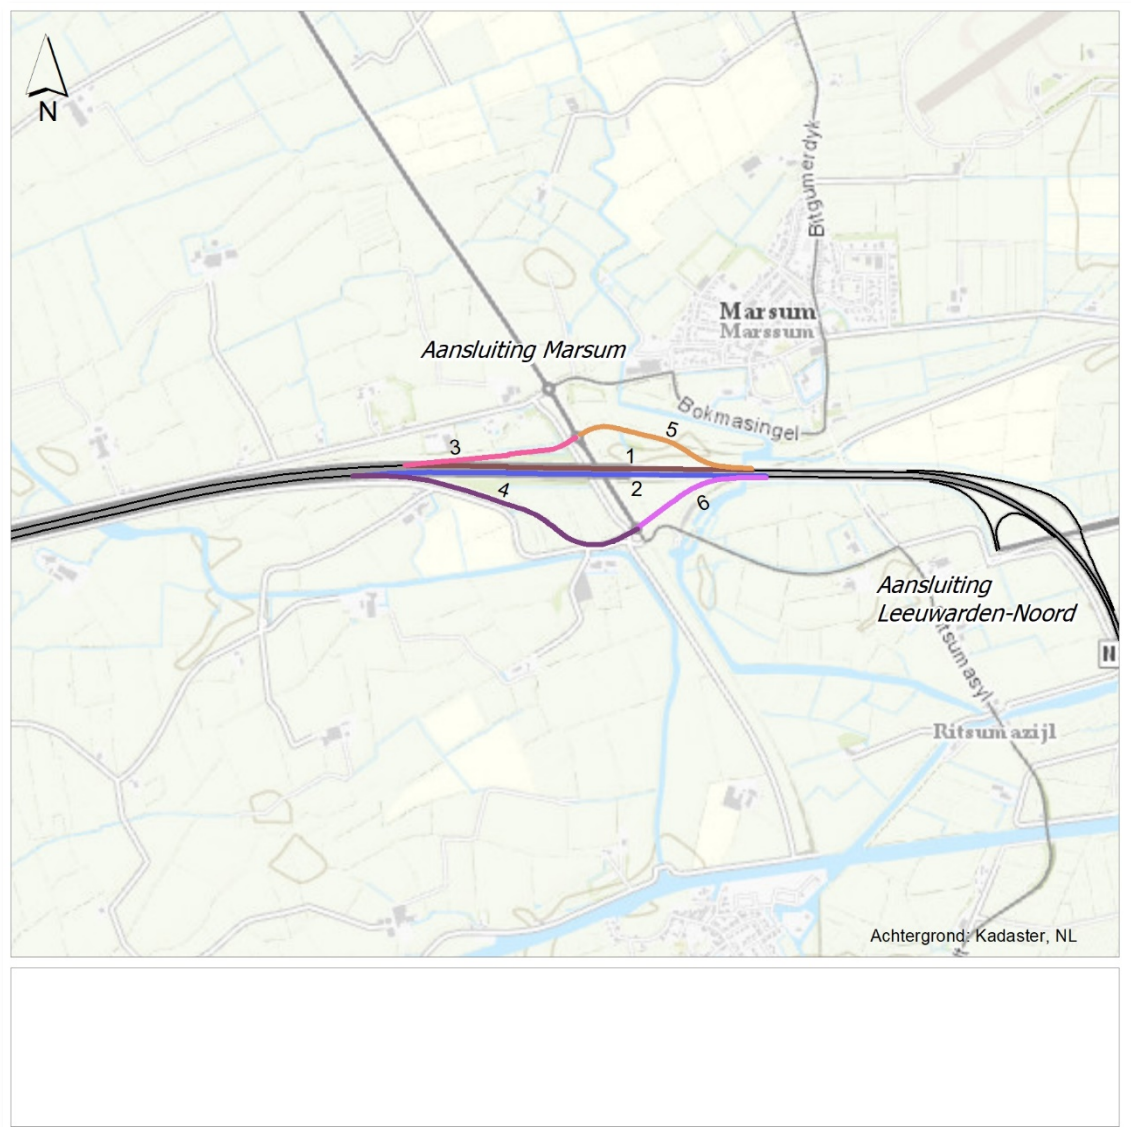 N
Bitgumerdyk
Marsum
Marssum
Aansluiting Marsum
Bokmasingel
5
3
1
4
2
6
Aansluiting
Leeuwarden-Noord
N
Ritsumazijl
Achtergrond: Kadaster, NL